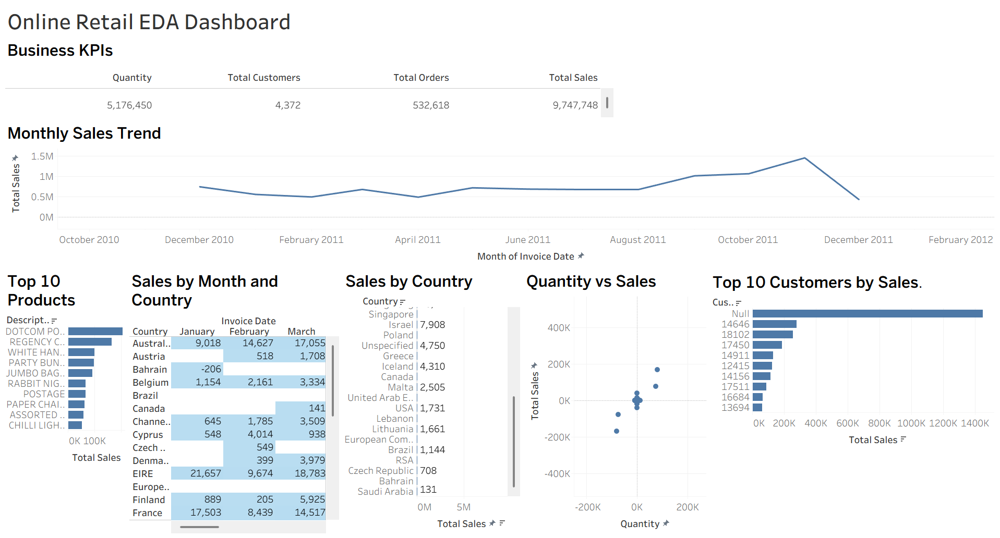 Online Retail EDA Dashboard
Business KPIs
Quantity Total Customers Total Orders Total Sales
5,176,450 4,372 532,618 9,747,748
Monthly Sales Trend
Total Sales
1.5M
1M
0.5M
0M
October 2010 December 2010 February 2011 April 2011 June 2011 August 2011 October 2011 December 2011 February 2012
Month of Invoice Date
Top 10
Products
Descript..
DOTCOM PO..
REGENCY C..
WHITE HAN..
PARTY BUN..
JUMBO BAG..
RABBIT NIG..
POSTAGE
PAPER CHAI..
ASSORTED ..
CHILLI LIGH..
0K 100K
Total Sales
Sales by Month and
Country
Invoice Date
Country January February March
Austral.. 9,018 14,627 17,055
Austria 518 1,708
Bahrain -206
Belgium 1,154 2,161 3,334
Brazil
Canada 141
Channe.. 645 1,785 3,509
Cyprus 548 4,014 938
Czech .. 549
Denma.. 399 3,979
EIRE 21,657 9,674 18,783
Europe..
Finland 889 205 5,925
France 17,503 8,439 14,517
Sales by Country
Country
Singapore
Israel 7,908
Poland
Unspecified 4,750
Greece
Iceland 4,310
Canada
Malta 2,505
United Arab E..
USA 1,731
Lebanon
Lithuania 1,661
European Com..
Brazil 1,144
RSA
Czech Republic 708
Bahrain
Saudi Arabia 131
0M 5M
Total Sales
Quantity vs Sales
Total Sales
400K
200K
0K
-200K
-400K
-200K 0K 200K
Quantity
Top 10 Customers by Sales.
Cus..
Null
14646
18102
17450
14911
12415
14156
17511
16684
13694
0K 200K 400K 600K 800K 1000K 1200K 1400K
Total Sales